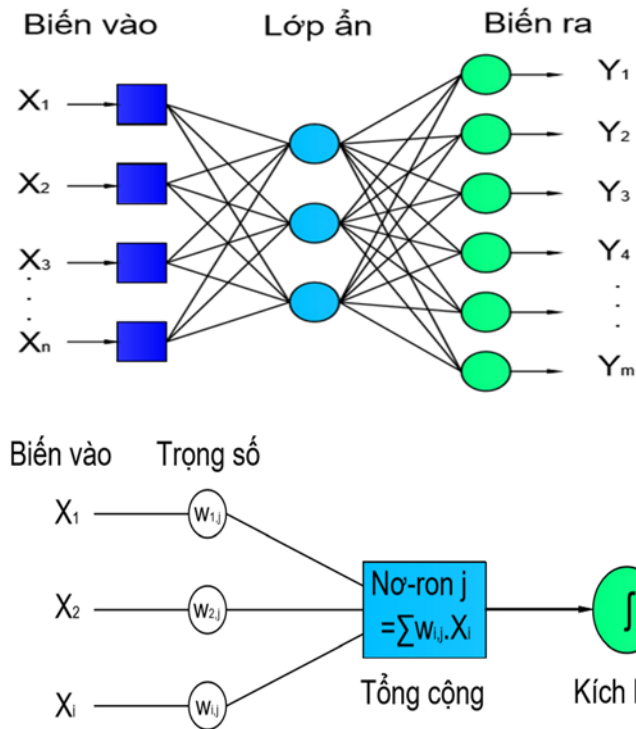 Biến vào Lớp ẩn Biến ra
X₁ Y₁
X₂ Y₂
X₃ Y₃
Y₄
Xₙ Yₘ
Biến vào Trọng số
X₁ w₁,ⱼ
X₂ w₂,ⱼ
Xᵢ wᵢ,ⱼ
Nơ-ron j
=∑wᵢ,ⱼ.Xᵢ
∫
Tổng cộng Kích